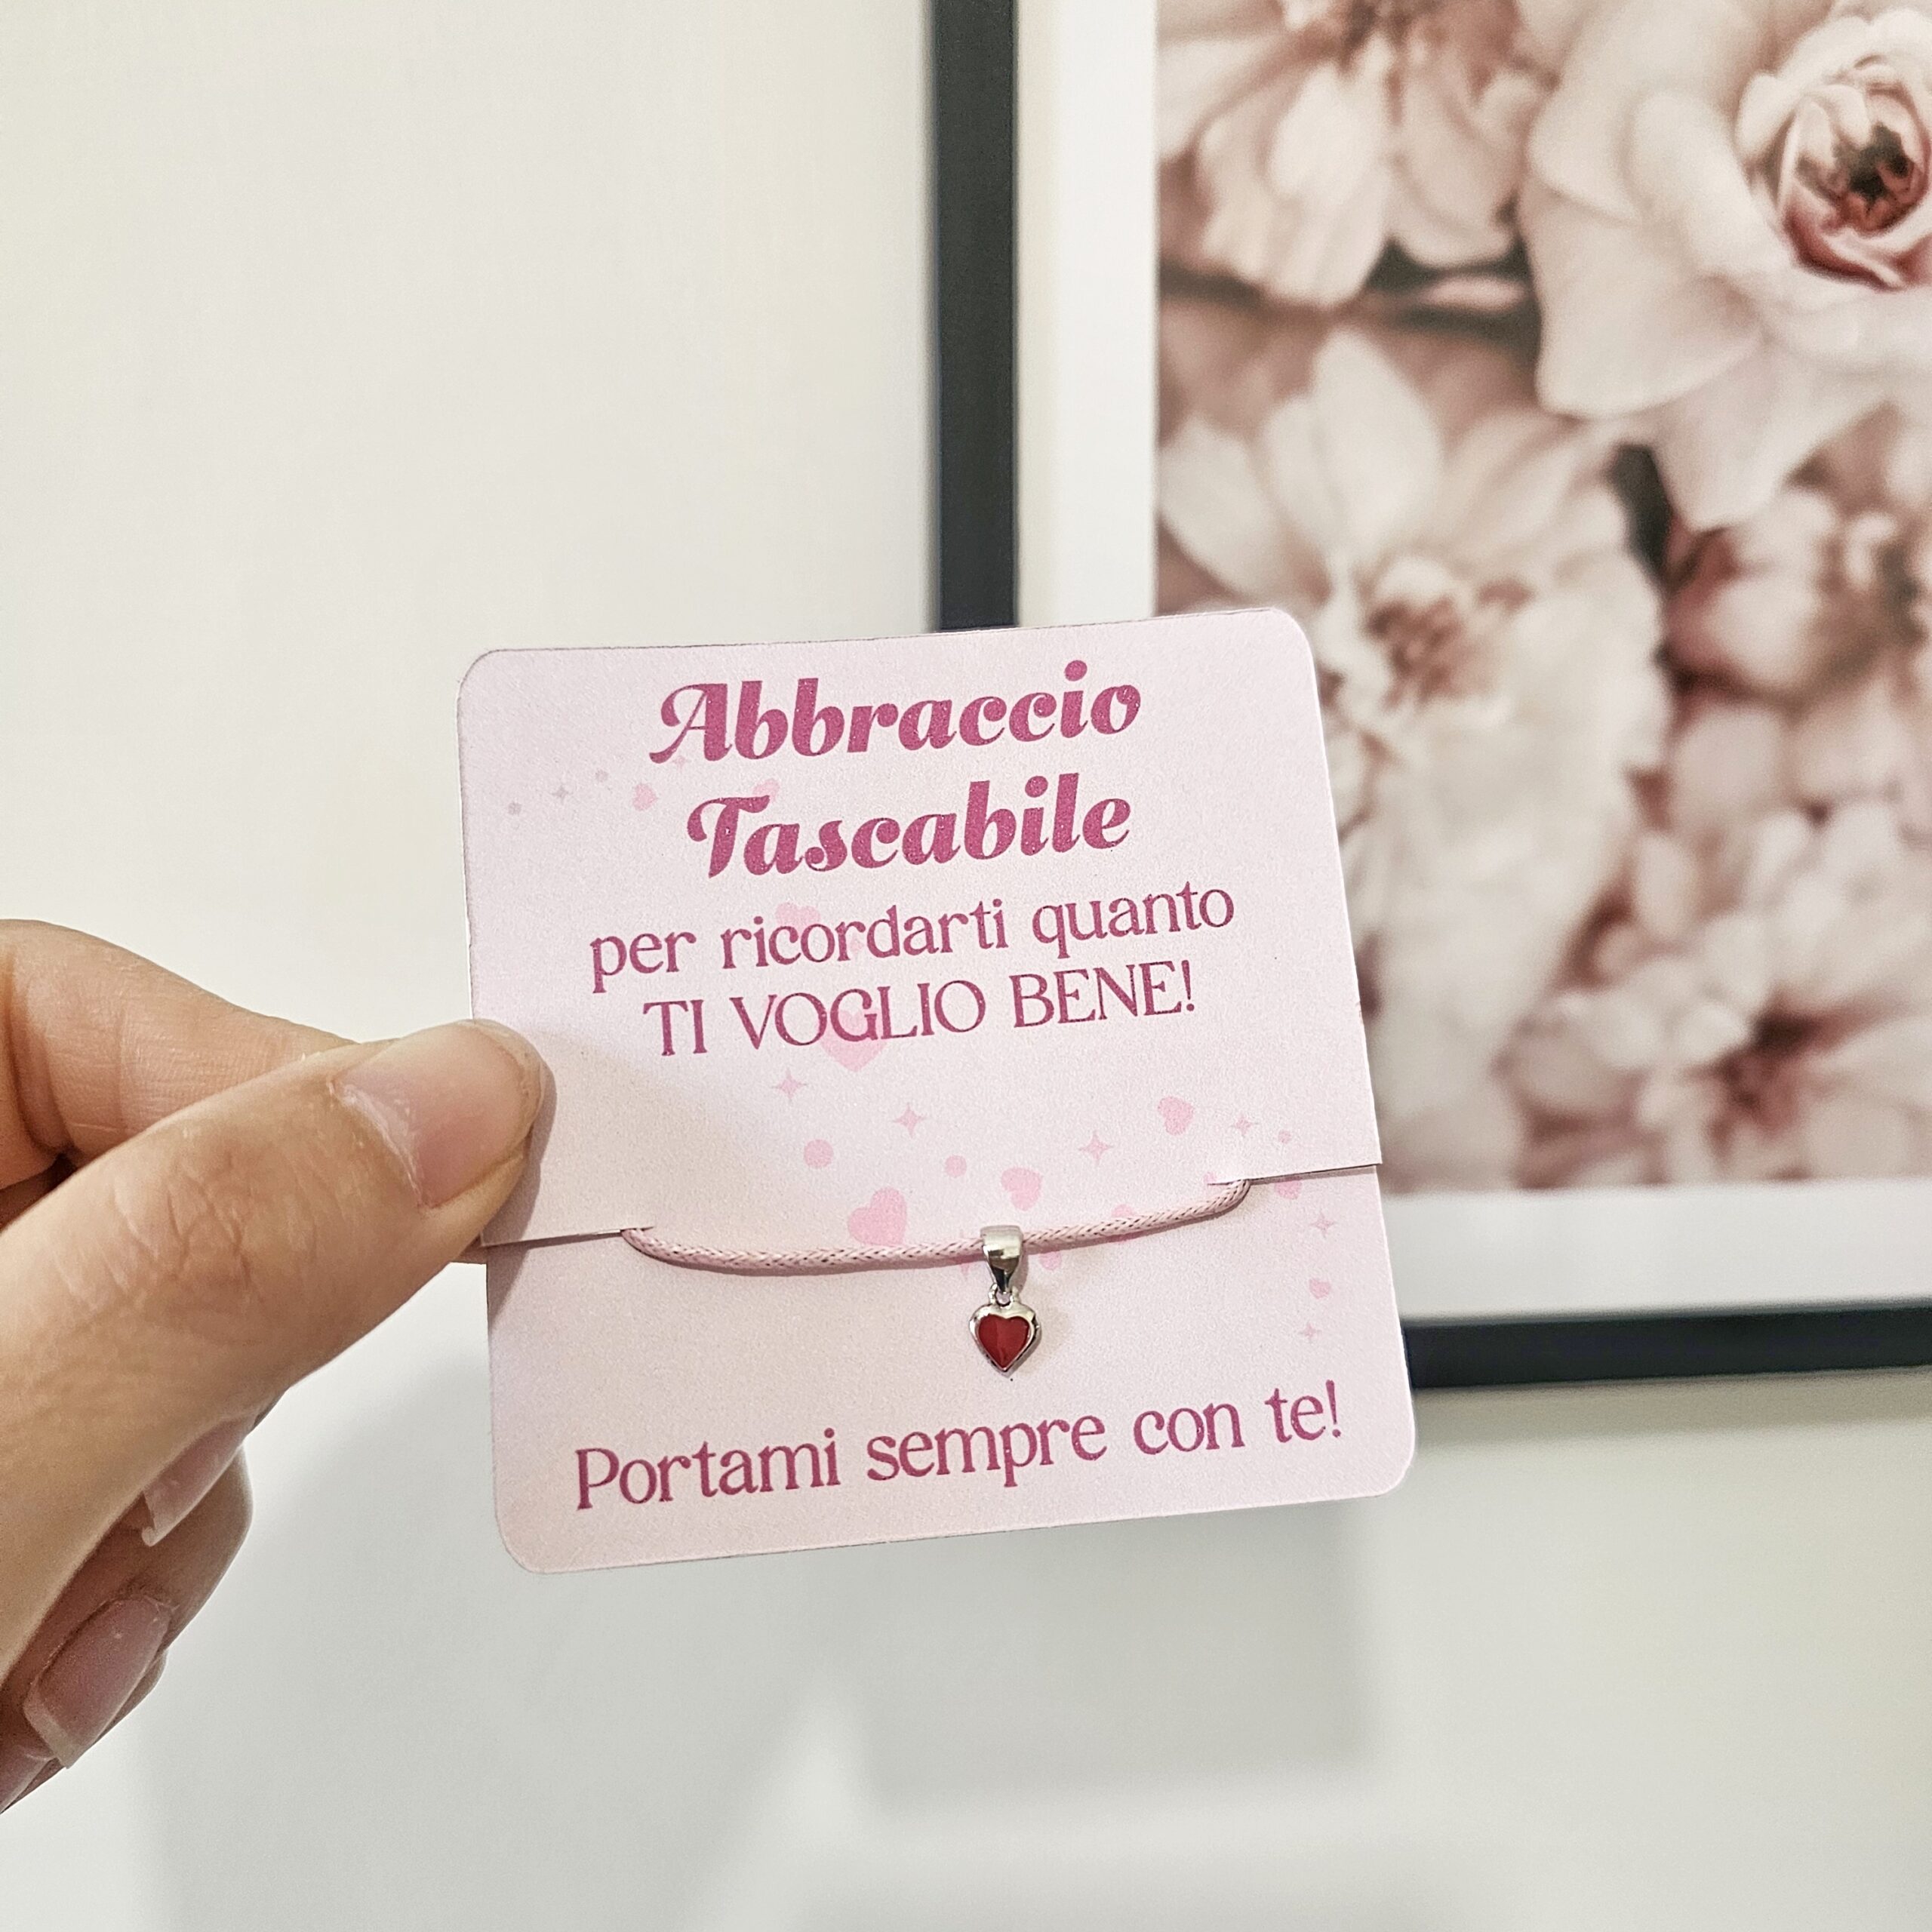 Abbraccio
Tascabile
per ricordarti quanto
TI VOGLIO BENE!
Portami sempre con te!